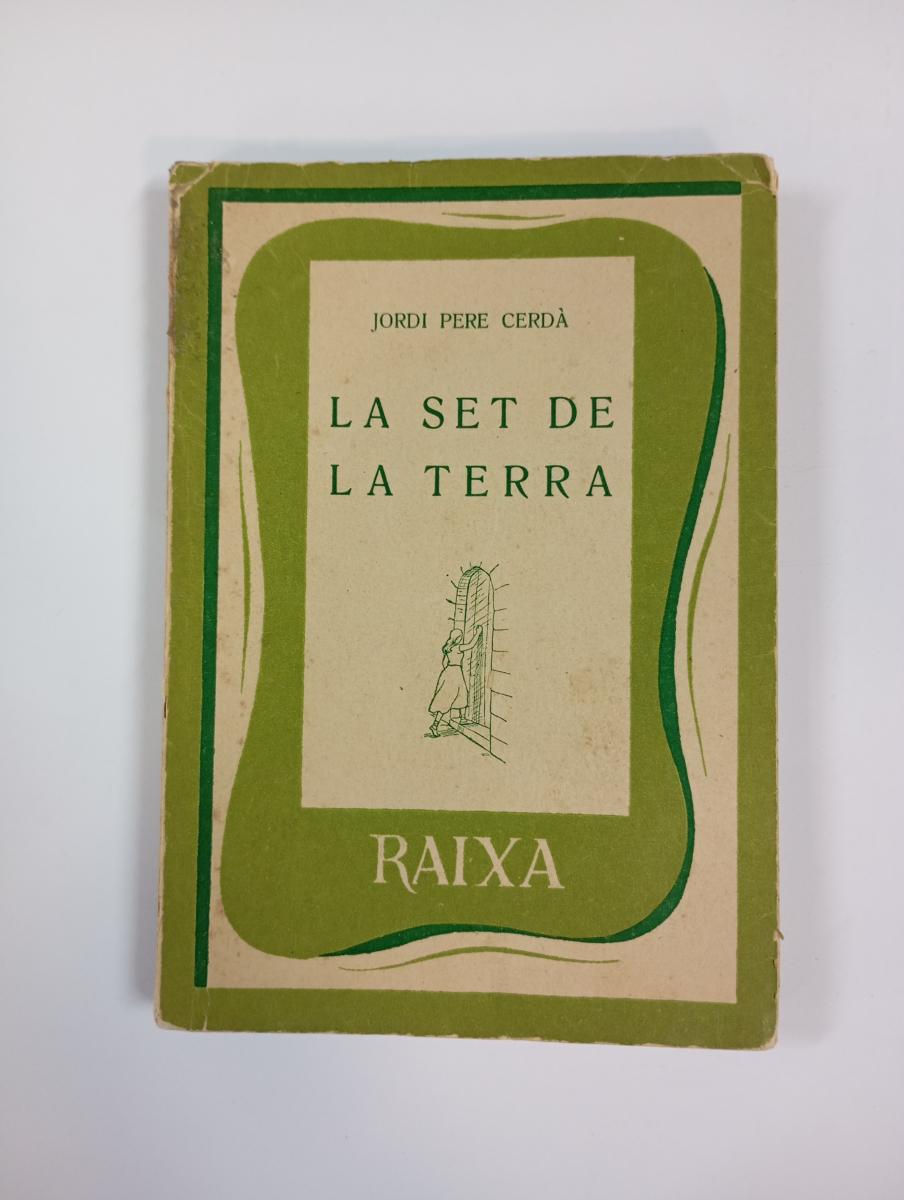 JORDI PERE CERDÀ
LA SET DE
LA TERRA
RAIXA